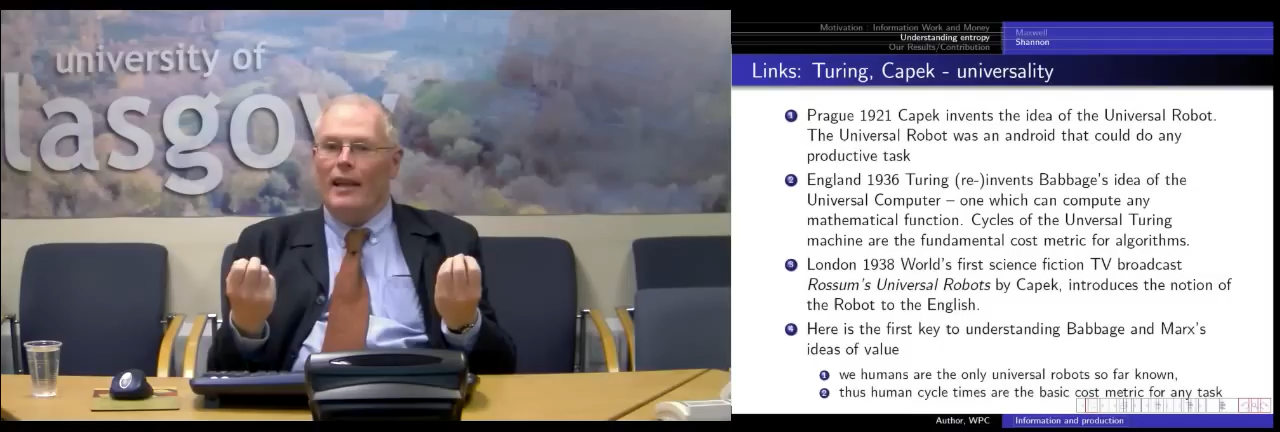 university of
lasgow
Motivation : Information Work and Money
Understanding entropy
Our Results/Contribution
Maxwell
Shannon
Links: Turing, Capek - universality
1 Prague 1921 Capek invents the idea of the Universal Robot.
The Universal Robot was an android that could do any
productive task
2 England 1936 Turing (re-)invents Babbage's idea of the
Universal Computer – one which can compute any
mathematical function. Cycles of the Unversal Turing
machine are the fundamental cost metric for algorithms.
3 London 1938 World's first science fiction TV broadcast
Rossum's Universal Robots by Capek, introduces the notion of
the Robot to the English.
4 Here is the first key to understanding Babbage and Marx's
ideas of value
1 we humans are the only universal robots so far known,
2 thus human cycle times are the basic cost metric for any task
Author, WPC
Information and production